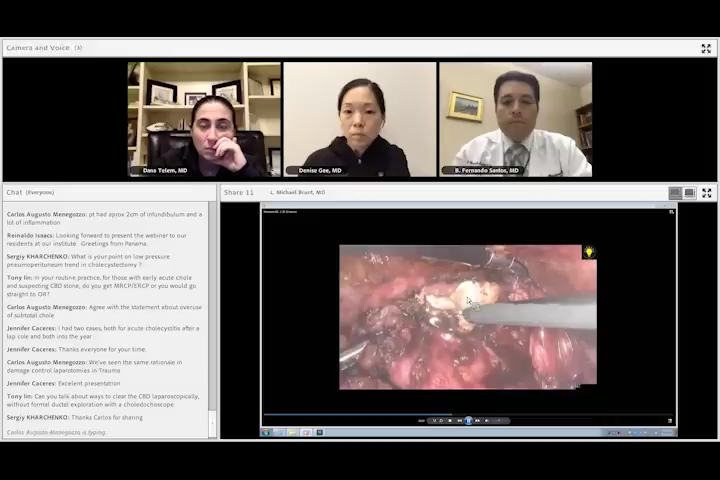 Camera and Voice (3)
Dana Telem, MD
Denise Gee, MD
B. Fernando Santos, MD
Chat (Everyone)
Carlos Augusto Menegozzo: pt had aprox 2cm of infundibulum and a
lot of inflammation
Reinaldo Isaacs: Looking forward to present the webinar to our
residents at our institute Greetings from Panama.
Sergiy KHARCHENKO: What is your point on low pressure
pneumoperitoneum trend in cholecystectomy ?
Tony lin: in your routine practice, for those with early acute chole
and suspecting CBD stone, do you get MRCP/ERCP or you would go
straight to OR?
Carlos Augusto Menegozzo: Agree with the statement about overuse
of subtotal chole
Jennifer Caceres: I had two cases, both for acute cholecystitis after a
lap cole and both into the year
Jennifer Caceres: Thanks everyone for your time.
Carlos Augusto Menegozzo: We've seen the same rationale in
damage control laparotomies in Trauma
Jennifer Caceres: Excelent presentation
Tony lin: Can you talk about ways to clear the CBD laparoscopically,
without formal ductal exploration with a choledochoscope
Sergiy KHARCHENKO: Thanks Carlos for sharing
Carlos Augusto Menegozzo is typing.
Share 11
L. Michael Brunt, MD